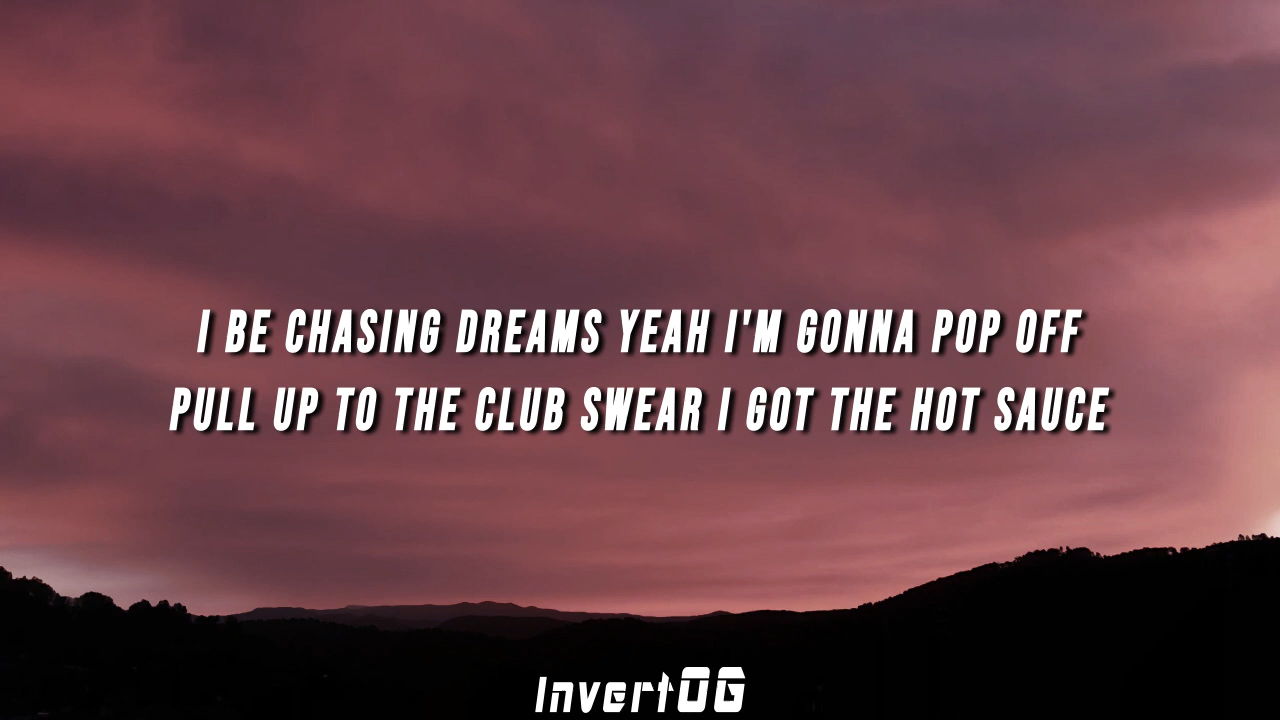 I BE CHASING DREAMS YEAH I'M GONNA POP OFF
PULL UP TO THE CLUB SWEAR I GOT THE HOT SAUCE
InvertOG